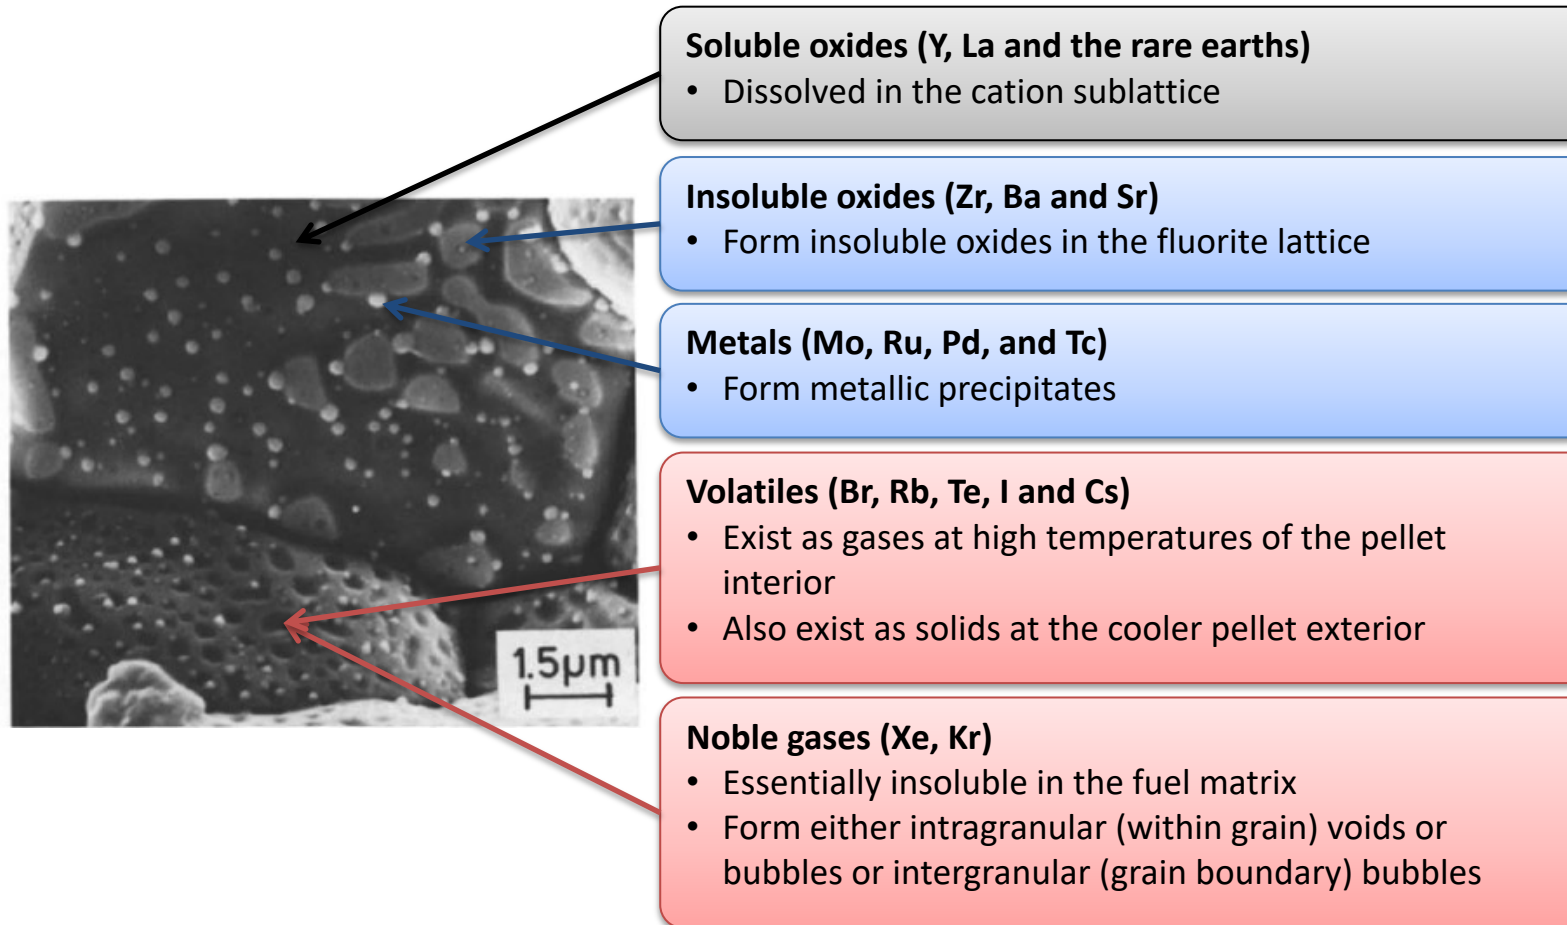 Soluble oxides (Y, La and the rare earths)
• Dissolved in the cation sublattice
Insoluble oxides (Zr, Ba and Sr)
• Form insoluble oxides in the fluorite lattice
Metals (Mo, Ru, Pd, and Tc)
• Form metallic precipitates
Volatiles (Br, Rb, Te, I and Cs)
• Exist as gases at high temperatures of the pellet
interior
• Also exist as solids at the cooler pellet exterior
1.5µm
Noble gases (Xe, Kr)
• Essentially insoluble in the fuel matrix
• Form either intragranular (within grain) voids or
bubbles or intergranular (grain boundary) bubbles